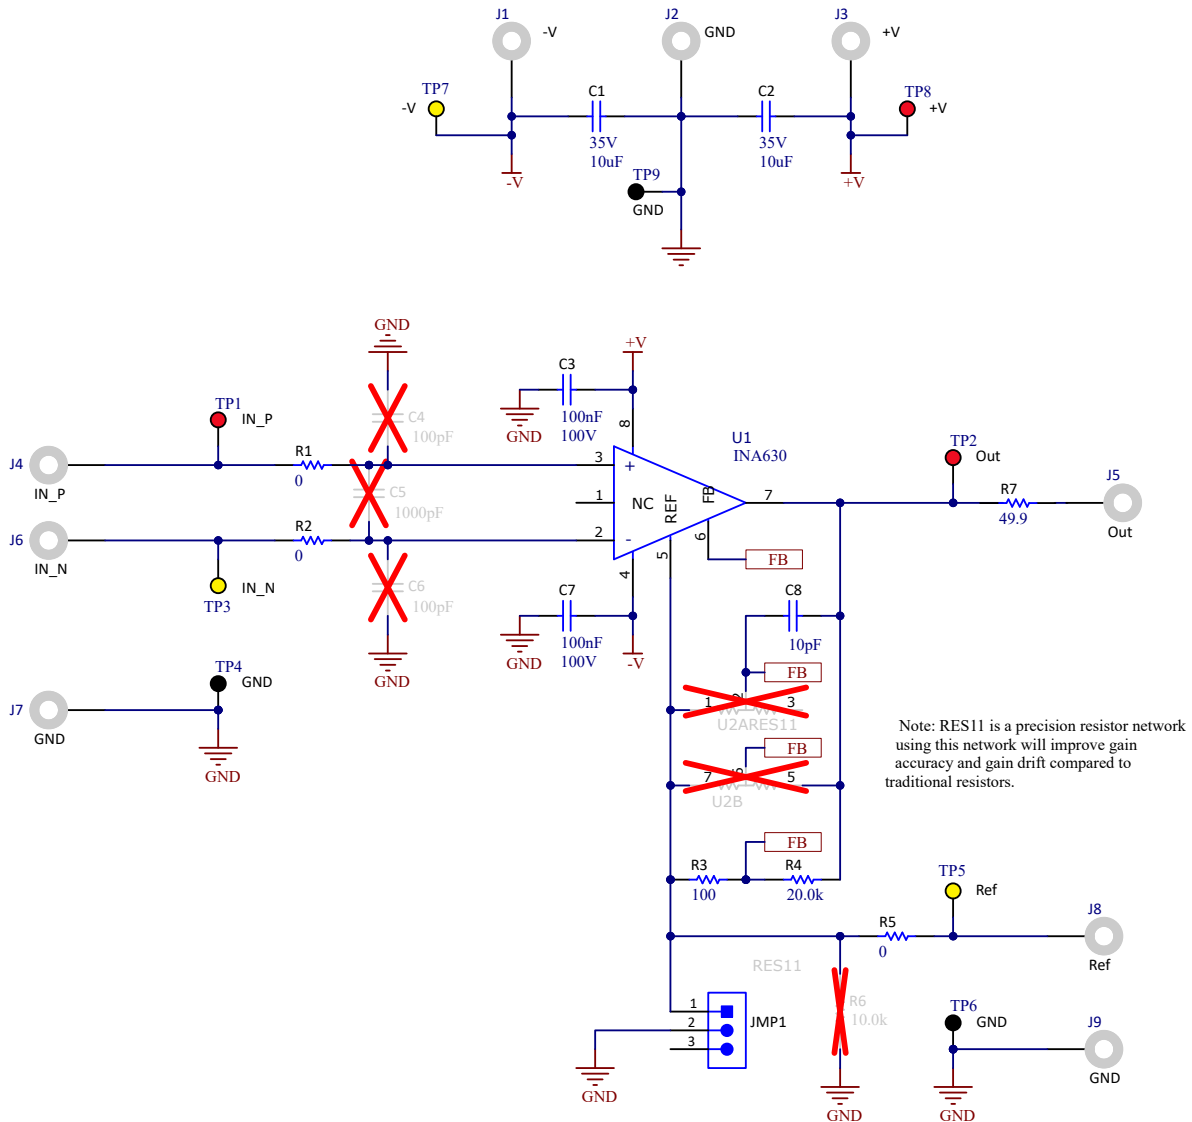 J1
-V
J2
GND
J3
+V
TP7
-V
C1
35V
10uF
C2
35V
10uF
TP8
+V
-V
+V
TP9
GND
GND
C4
100pF
+V
C3
100nF
100V
GND
8
TP1
IN_P
J4
IN_P
R1
0
C5
1000pF
3
+
1
NC
2
-
REF
FB
U1
INA630
7
6
5
4
FB
TP2
Out
R7
49.9
J5
Out
J6
IN_N
R2
0
TP3
IN_N
C6
100pF
GND
C7
100nF
100V
GND
-V
C8
10pF
FB
1
2
3
U2ARES11
FB
7
6
5
U2B
TP4
GND
J7
GND
GND
Note: RES11 is a precision resistor network
using this network will improve gain
accuracy and gain drift compared to
traditional resistors.
FB
R3
100
R4
20.0k
TP5
Ref
R5
0
J8
Ref
RES11
R6
10.0k
GND
1
2
3
JMP1
GND
TP6
GND
J9
GND
GND